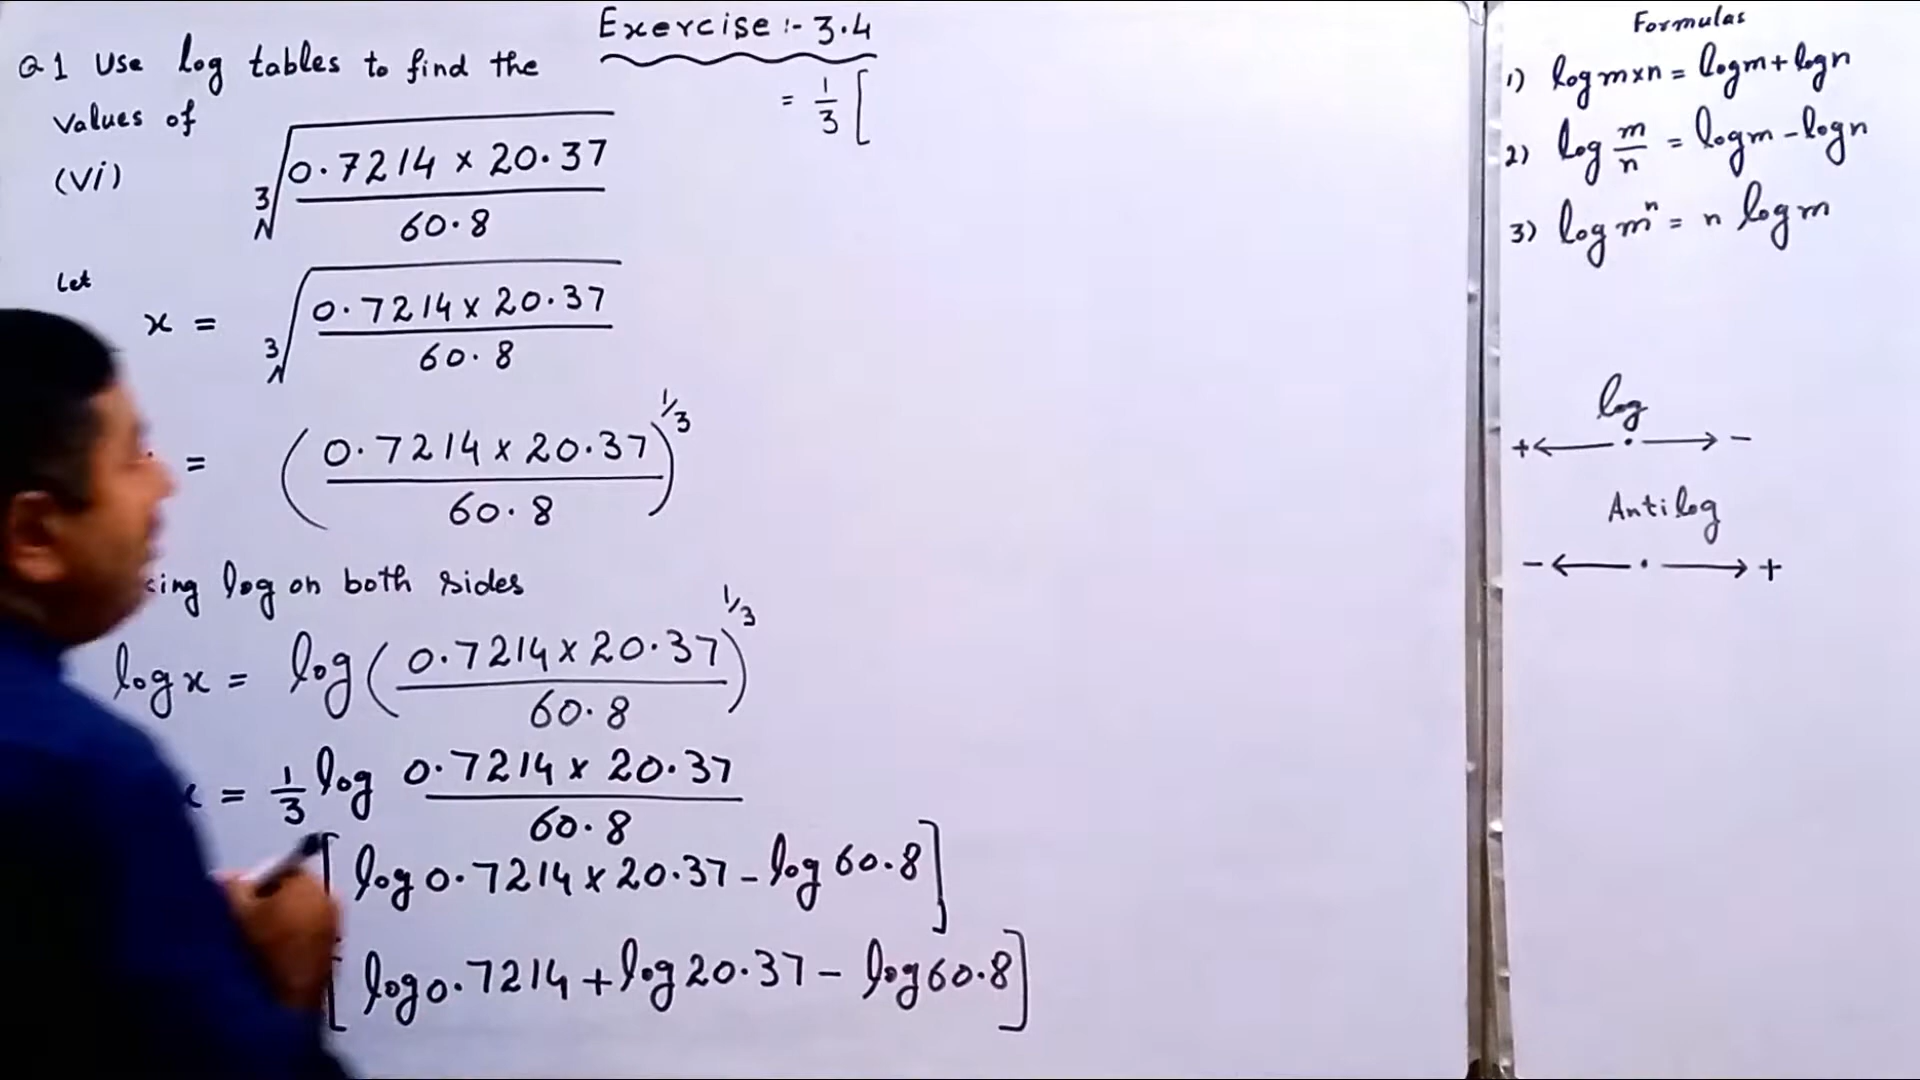 Exercise :- 3.4
Q1 Use log tables to find the
values of
(vi) ∛(0.7214 × 20.37 / 60.8)
Let
x = ∛(0.7214 × 20.37 / 60.8)
= (0.7214 × 20.37 / 60.8)^1/3
log on both sides
log x = log (0.7214 × 20.37 / 60.8)^1/3
= 1/3 log 0.7214 × 20.37 / 60.8
[log 0.7214 × 20.37 - log 60.8]
[log 0.7214 + log 20.37 - log 60.8]
= 1/3 [
Formulas
1) log m×n = log m + log n
2) log m/n = log m - log n
3) log m^n = n log m
log
+ ← · → -
Antilog
- ← · → +